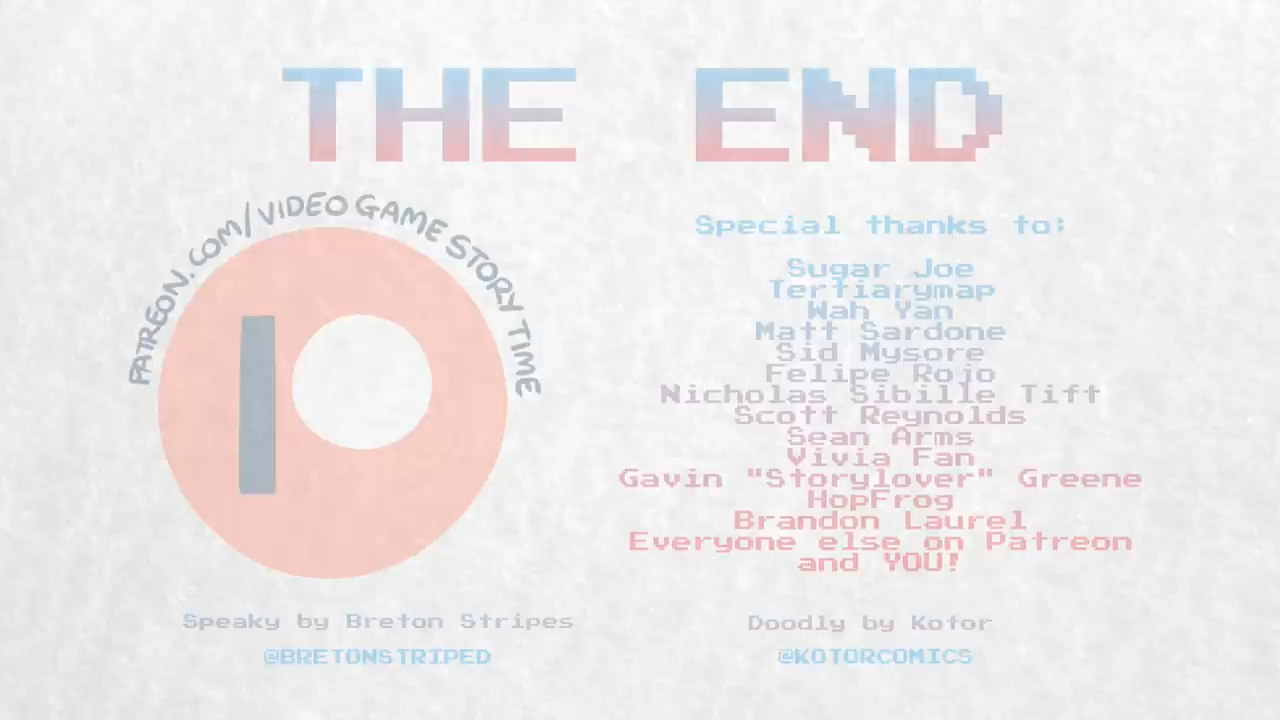 THE END
PATREON.COM/VIDEO GAME STORY TIME
Special thanks to:
Sugar Joe
Tertiarymap
Wah Yan
Matt Sardone
Sid Mysore
Felipe Rojo
Nicholas Sibille Tift
Scott Reynolds
Sean Arms
Vivia Fan
Gavin "Storylover" Greene
HopFrog
Brandon Laurel
Everyone else on Patreon
and YOU!
Speaky by Breton Stripes
@BRETONSTRIPED
Doodly by Kotor
@KOTORCOMICS